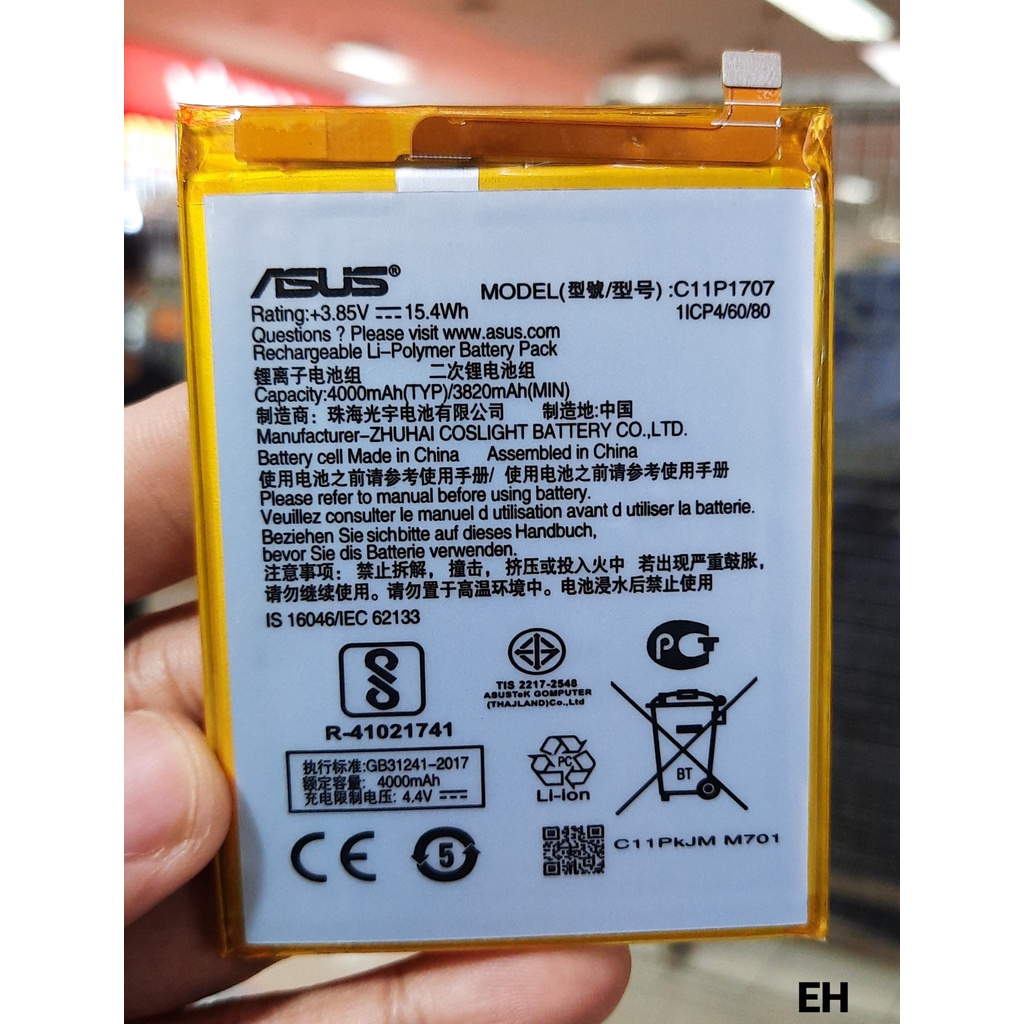 ASUS®
MODEL(型號/型号) :C11P1707
Rating:+3.85V 15.4Wh
1ICP4/60/80
Questions ? Please visit www.asus.com
Rechargeable Li-Polymer Battery Pack
锂离子电池组 二次锂电池组
Capacity:4000mAh(TYP)/3820mAh(MIN)
制造商: 珠海光宇电池有限公司 制造地:中国
Manufacturer-ZHUHAI COSLIGHT BATTERY CO.,LTD.
Battery cell Made in China Assembled in China
使用电池之前请参考使用手册/ 使用电池之前请参考使用手册
Please refer to manual before using battery.
Veuillez consulter le manuel d utilisation avant d utiliser la batterie.
Beziehen Sie sichbitte auf dieses Handbuch,
bevor Sie dis Batterie verwenden.
注意事项: 禁止拆解, 撞击, 挤压或投入火中 若出现严重鼓胀,
请勿继续使用。请勿置于高温环境中。电池浸水后禁止使用
IS 16046/IEC 62133
R-41021741
TIS 2217-2548
ASUSTeK GOMPUTER
(THAJLAND)Co.,Ltd
PCT
执行标准:GB31241-2017
额定容量: 4000mAh
充电限制电压: 4.4V
PC
Li-ion
BT
CE
5
C11PkJM M701
EH